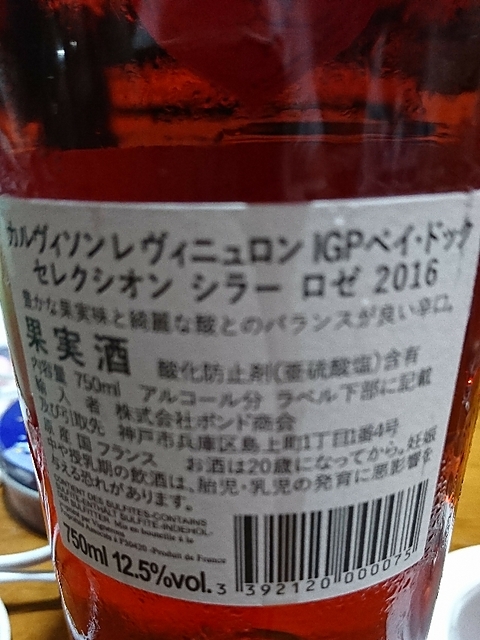 カルヴィソン レ ヴィニュロン IGPペイ・ドック
セレクシオン シラー ロゼ 2016
豊かな果実味と綺麗な酸とのバランスが良い辛口。
果実酒 酸化防止剤(亜硫酸塩)含有
内容量 750ml アルコール分 ラベル下部に記載
輸入者 株式会社ボンド商会
及び引取先 神戸市兵庫区島上町1丁目1番4号
原産国 フランス お酒は20歳になってから。妊娠
中や授乳期の飲酒は、胎児・乳児の発育に悪影響を
与える恐れがあります。
CONTIENT DES SULFITES-CONTAINS
750ml 12.5%vol.
3 392120 000075